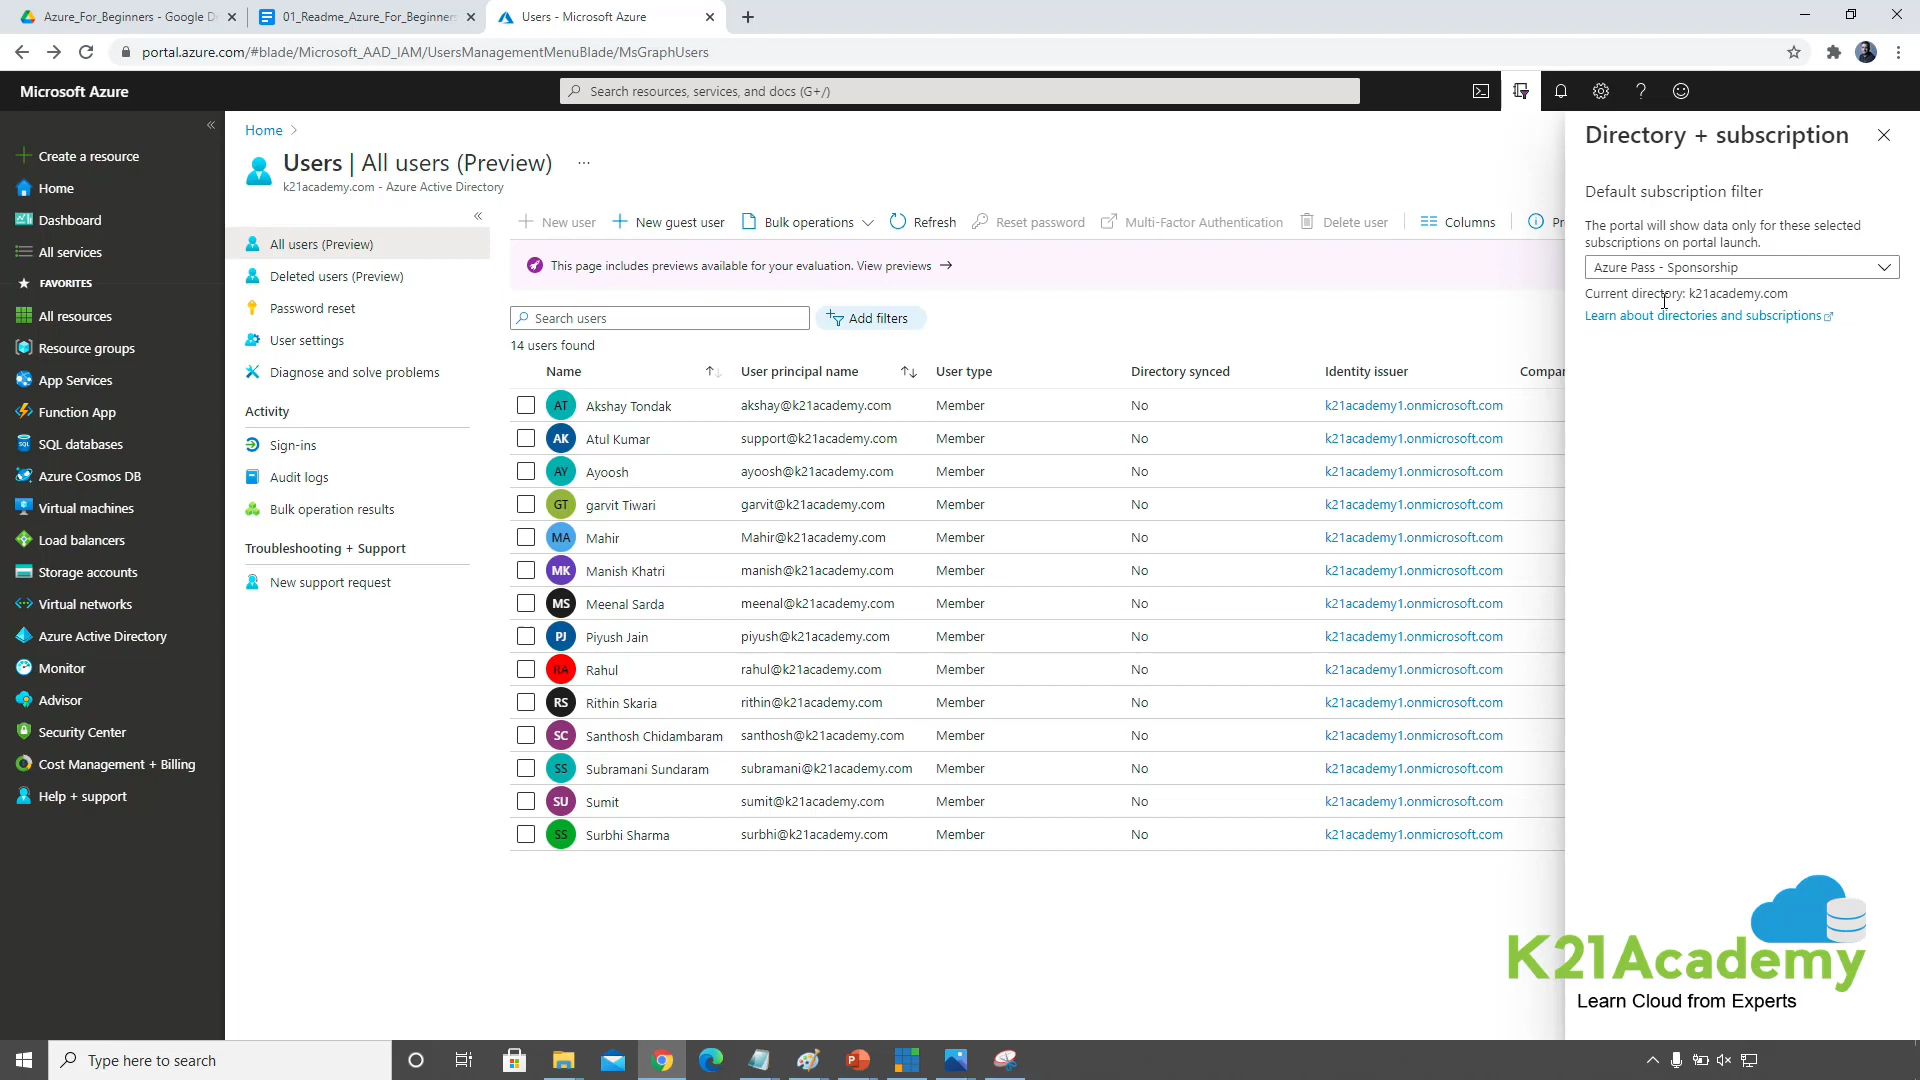 Azure_For_Beginners - Google D
01_Readme_Azure_For_Beginners
Users - Microsoft Azure
portal.azure.com/#blade/Microsoft_AAD_IAM/UsersManagementMenuBlade/MsGraphUsers
Microsoft Azure
Search resources, services, and docs (G+/)
Create a resource
Home
Dashboard
All services
FAVORITES
All resources
Resource groups
App Services
Function App
SQL databases
Azure Cosmos DB
Virtual machines
Load balancers
Storage accounts
Virtual networks
Azure Active Directory
Monitor
Advisor
Security Center
Cost Management + Billing
Help + support
Home
Users | All users (Preview)
k21academy.com - Azure Active Directory
All users (Preview)
Deleted users (Preview)
Password reset
User settings
Diagnose and solve problems
Activity
Sign-ins
Audit logs
Bulk operation results
Troubleshooting + Support
New support request
New user New guest user Bulk operations Refresh Reset password Multi-Factor Authentication Delete user Columns Pr
This page includes previews available for your evaluation. View previews
Search users
Add filters
14 users found
Name User principal name User type Directory synced Identity issuer Compan
AT Akshay Tondak akshay@k21academy.com Member No k21academy1.onmicrosoft.com
AK Atul Kumar support@k21academy.com Member No k21academy1.onmicrosoft.com
AY Ayoosh ayoosh@k21academy.com Member No k21academy1.onmicrosoft.com
GT garvit Tiwari garvit@k21academy.com Member No k21academy1.onmicrosoft.com
MA Mahir Mahir@k21academy.com Member No k21academy1.onmicrosoft.com
MK Manish Khatri manish@k21academy.com Member No k21academy1.onmicrosoft.com
MS Meenal Sarda meenal@k21academy.com Member No k21academy1.onmicrosoft.com
PJ Piyush Jain piyush@k21academy.com Member No k21academy1.onmicrosoft.com
RA Rahul rahul@k21academy.com Member No k21academy1.onmicrosoft.com
RS Rithin Skaria rithin@k21academy.com Member No k21academy1.onmicrosoft.com
SC Santhosh Chidambaram santhosh@k21academy.com Member No k21academy1.onmicrosoft.com
SS Subramani Sundaram subramani@k21academy.com Member No k21academy1.onmicrosoft.com
SU Sumit sumit@k21academy.com Member No k21academy1.onmicrosoft.com
SS Surbhi Sharma surbhi@k21academy.com Member No k21academy1.onmicrosoft.com
Directory + subscription
Default subscription filter
The portal will show data only for these selected
subscriptions on portal launch.
Azure Pass - Sponsorship
Current directory: k21academy.com
Learn about directories and subscriptions
K21Academy
Learn Cloud from Experts
Type here to search